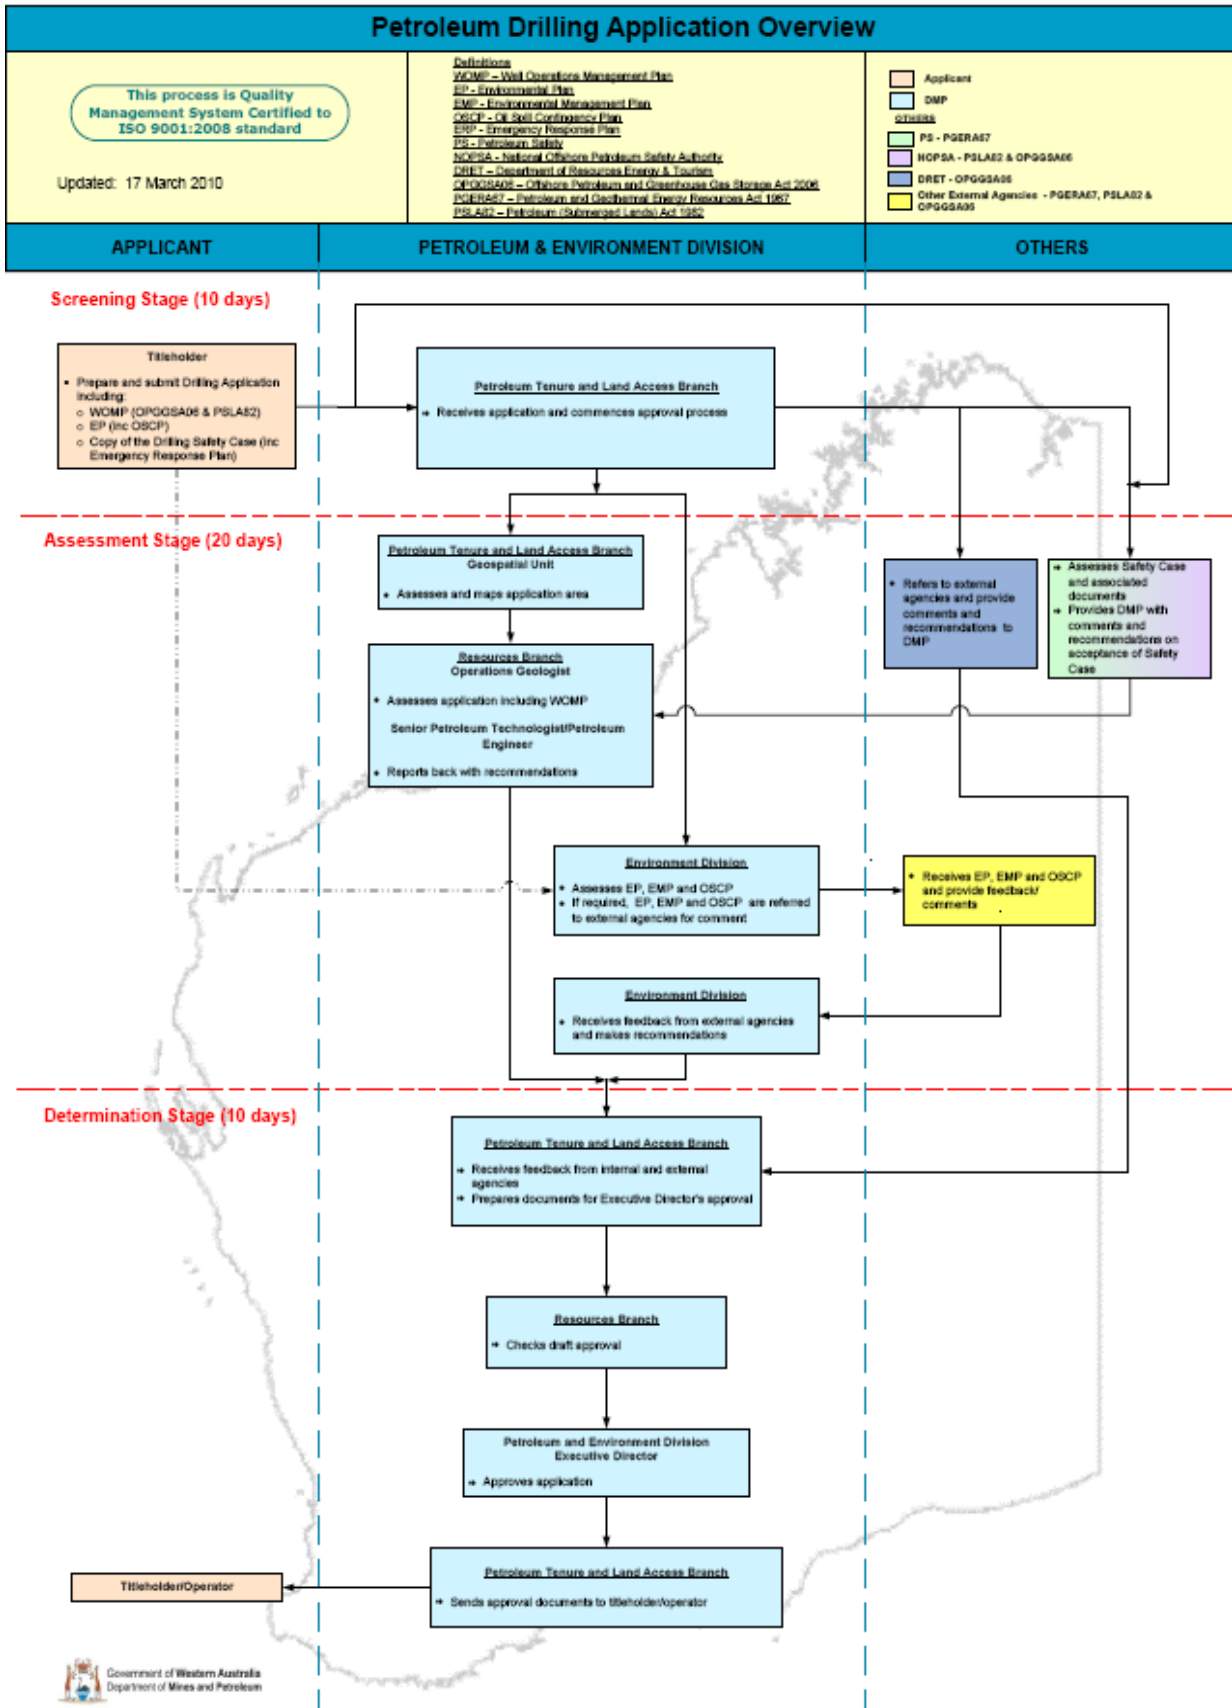 Petroleum Drilling Application Overview
This process is Quality
Management System Certified to
ISO 9001:2008 standard
Updated: 17 March 2010
Definitions
WOMP – Well Operations Management Plan
EP - Environmental Plan
EMP - Environmental Management Plan
OSCP - Oil Spill Contingency Plan
ERP - Emergency Response Plan
PS - Petroleum Safety
NOPSA - National Offshore Petroleum Safety Authority
DRET – Department of Resources Energy & Tourism
OPGGSA06 – Offshore Petroleum and Greenhouse Gas Storage Act 2006
PGERA67 – Petroleum and Geothermal Energy Resources Act 1967
PSLA82 – Petroleum (Submerged Lands) Act 1982
Applicant
DMP
OTHERS
PS - PGERA67
NOPSA - PSLA82 & OPGGSA06
DRET - OPGGSA06
Other External Agencies - PGERA67, PSLA82 &
OPGGSA06
APPLICANT
PETROLEUM & ENVIRONMENT DIVISION
OTHERS
Screening Stage (10 days)
Titleholder
Prepare and submit Drilling Application
including:
WOMP (OPGGSA06 & PSLA82)
EP (inc OSCP)
Copy of the Drilling Safety Case (inc
Emergency Response Plan)
Petroleum Tenure and Land Access Branch
Receives application and commences approval process
Assessment Stage (20 days)
Petroleum Tenure and Land Access Branch
Geospatial Unit
Assesses and maps application area
Refers to external
agencies and provide
comments and
recommendations to
DMP
Assesses Safety Case
and associated
documents
Provides DMP with
comments and
recommendations on
acceptance of Safety
Case
Resources Branch
Operations Geologist
Assesses application including WOMP
Senior Petroleum Technologist/Petroleum
Engineer
Reports back with recommendations
Environment Division
Assesses EP, EMP and OSCP
If required, EP, EMP and OSCP are referred
to external agencies for comment
Receives EP, EMP and OSCP
and provide feedback/
comments
Environment Division
Receives feedback from external agencies
and makes recommendations
Determination Stage (10 days)
Petroleum Tenure and Land Access Branch
Receives feedback from internal and external
agencies
Prepares documents for Executive Director's approval
Resources Branch
Checks draft approval
Petroleum and Environment Division
Executive Director
Approves application
Petroleum Tenure and Land Access Branch
Sends approval documents to titleholder/operator
Titleholder/Operator
Government of Western Australia
Department of Mines and Petroleum